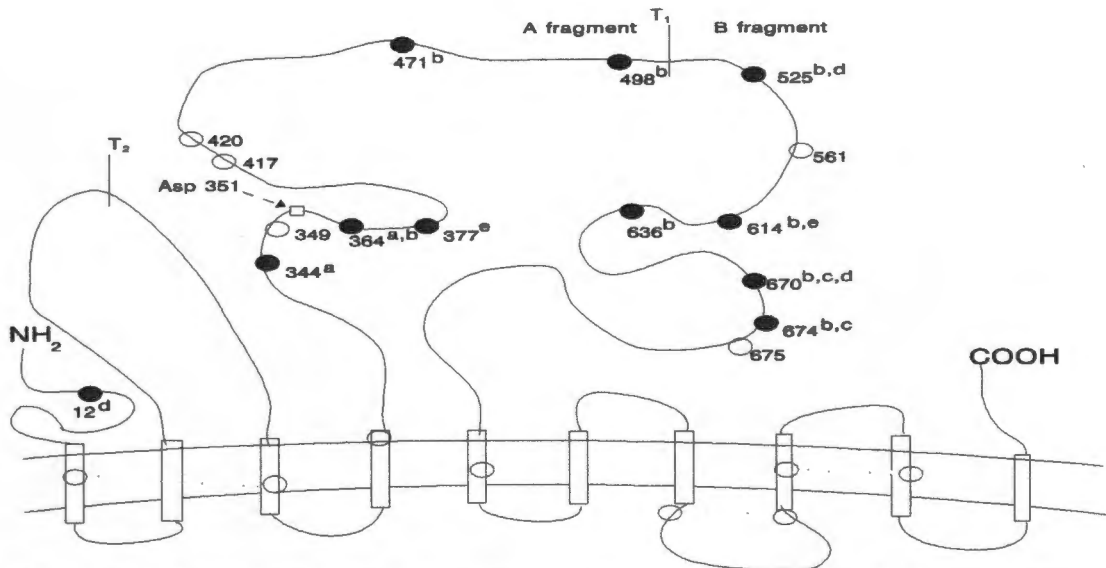 A fragment T₁ B fragment
471ᵇ
498ᵇ
525ᵇ,ᵈ
T₂
420
417
561
Asp 351
349
364ᵃ,ᵇ
377ᵉ
636ᵇ
614ᵇ,ᵉ
344ᵃ
670ᵇ,ᶜ,ᵈ
674ᵇ,ᶜ
675
NH₂
COOH
12ᵈ